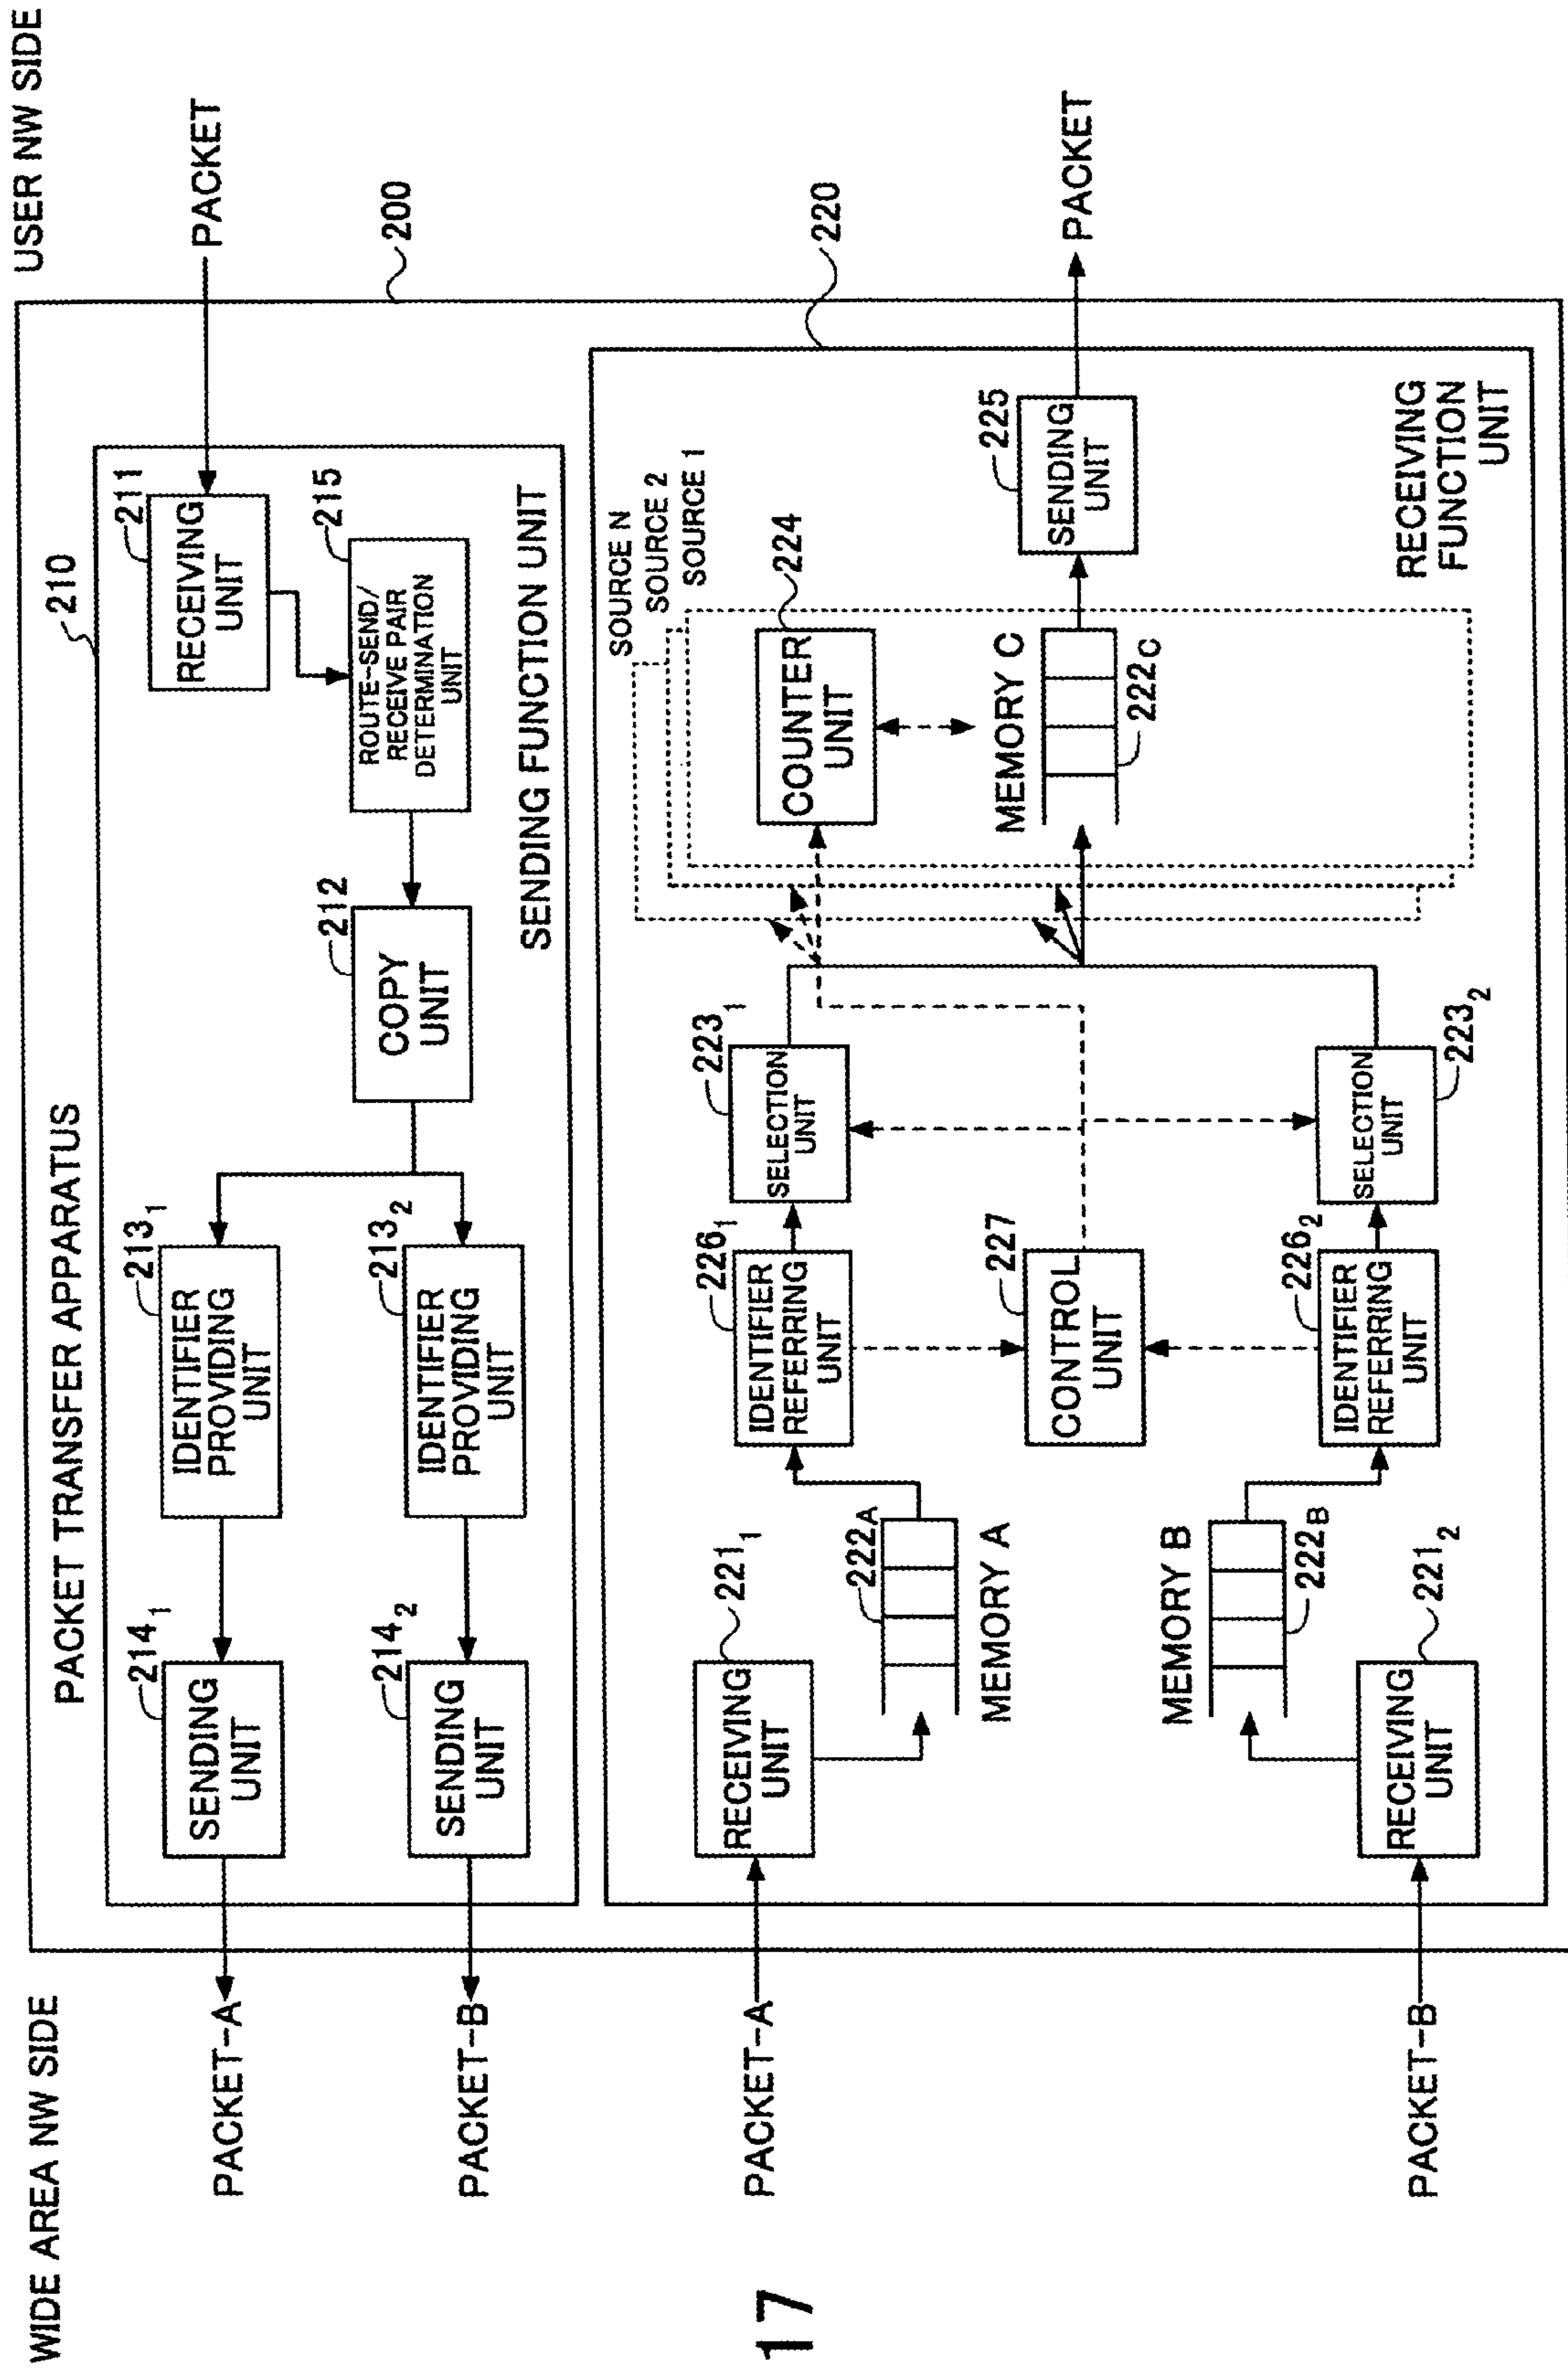 WIDE AREA NW SIDE
USER NW SIDE
PACKET TRANSFER APPARATUS
200
210
PACKET-A
214₁
SENDING
UNIT
213₁
IDENTIFIER
PROVIDING
UNIT
211
RECEIVING
UNIT
PACKET
PACKET-B
214₂
SENDING
UNIT
213₂
IDENTIFIER
PROVIDING
UNIT
212
COPY
UNIT
215
ROUTE-SEND/
RECEIVE PAIR
DETERMINATION
UNIT
SENDING FUNCTION UNIT
220
PACKET-A
221₁
RECEIVING
UNIT
222A
MEMORY A
226₁
IDENTIFIER
REFERRING
UNIT
223₁
SELECTION
UNIT
SOURCE N
SOURCE 2
SOURCE 1
224
COUNTER
UNIT
227
CONTROL
UNIT
MEMORY C
222C
225
SENDING
UNIT
PACKET
MEMORY B
222B
PACKET-B
221₂
RECEIVING
UNIT
226₂
IDENTIFIER
REFERRING
UNIT
223₂
SELECTION
UNIT
RECEIVING
FUNCTION
UNIT
17